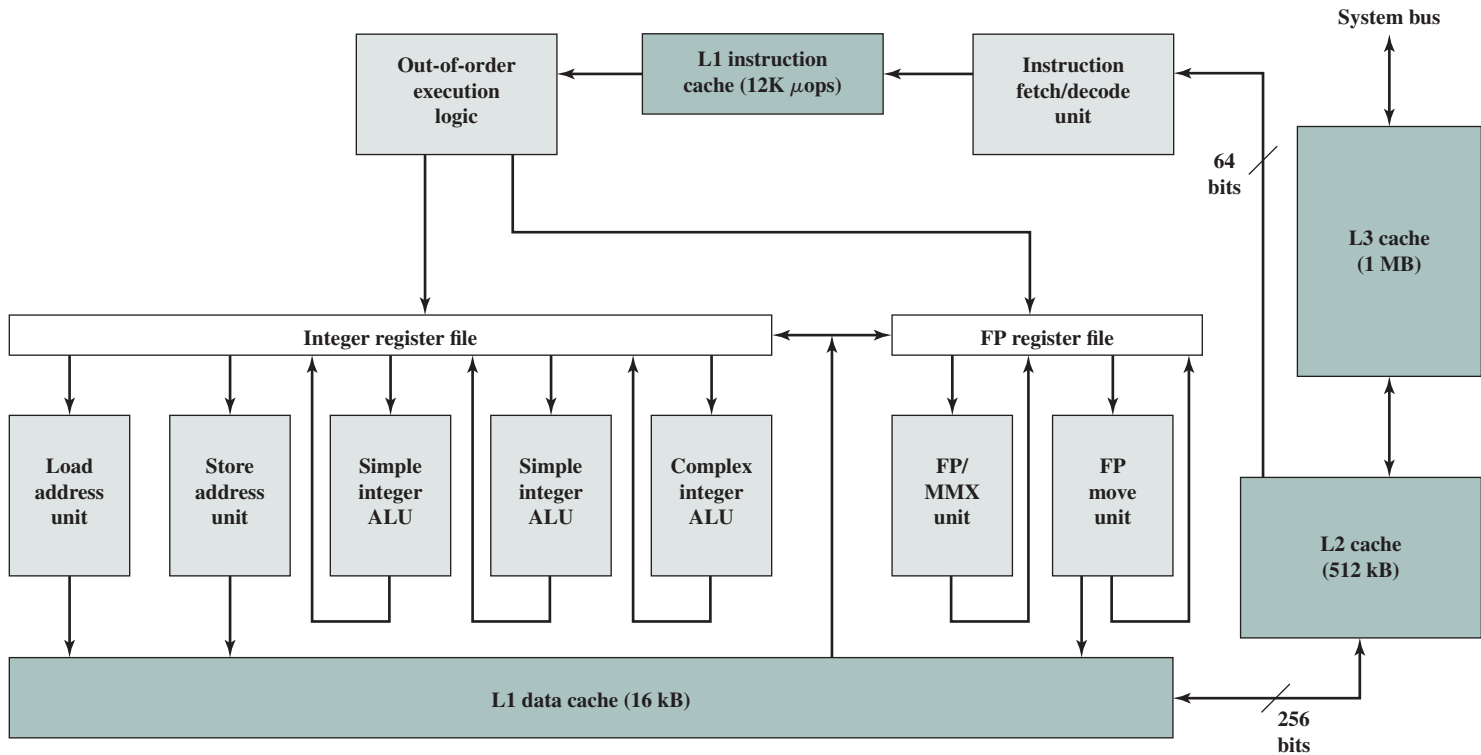 System bus
Out-of-order
execution
logic
L1 instruction
cache (12K μops)
Instruction
fetch/decode
unit
64
bits
L3 cache
(1 MB)
Integer register file
FP register file
Load
address
unit
Store
address
unit
Simple
integer
ALU
Simple
integer
ALU
Complex
integer
ALU
FP/
MMX
unit
FP
move
unit
L2 cache
(512 kB)
L1 data cache (16 kB)
256
bits